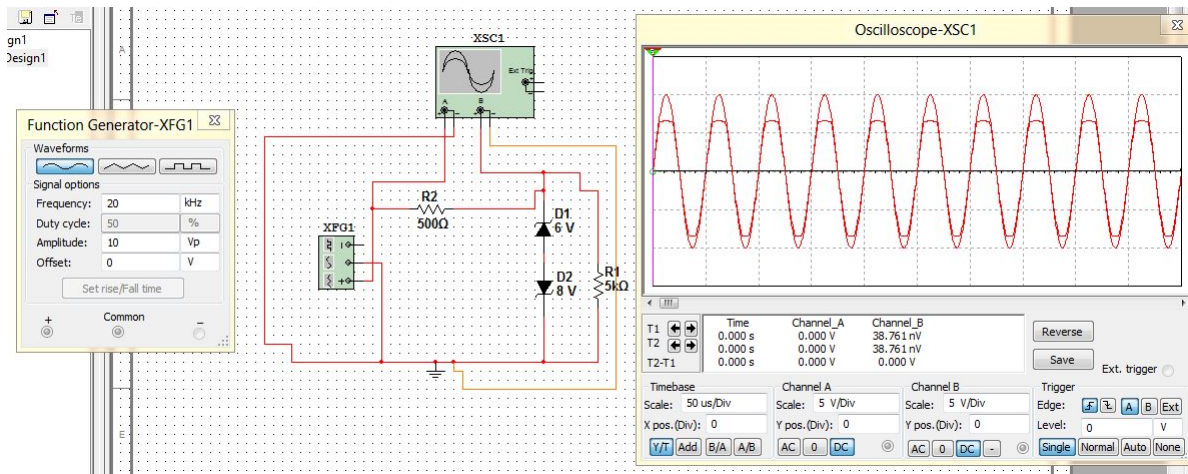 gn1
Design1
A
E
Function Generator-XFG1
Waveforms
Signal options
Frequency: 20 kHz
Duty cycle: 50 %
Amplitude: 10 Vp
Offset: 0 V
Set rise/Fall time
+ Common -
XSC1
Ext Trig
A B
R2
500Ω
XFG1
D1
6 V
D2
8 V
R1
5kΩ
Oscilloscope-XSC1
Time Channel_A Channel_B
T1 0.000 s 0.000 V 38.761 nV
T2 0.000 s 0.000 V 38.761 nV
T2-T1 0.000 s 0.000 V 0.000 V
Reverse
Save
Ext. trigger
Timebase
Scale: 50 us/Div
X pos.(Div): 0
Y/T Add B/A A/B
Channel A
Scale: 5 V/Div
Y pos.(Div): 0
AC 0 DC
Channel B
Scale: 5 V/Div
Y pos.(Div): 0
AC 0 DC -
Trigger
Edge: A B Ext
Level: 0 V
Single Normal Auto None